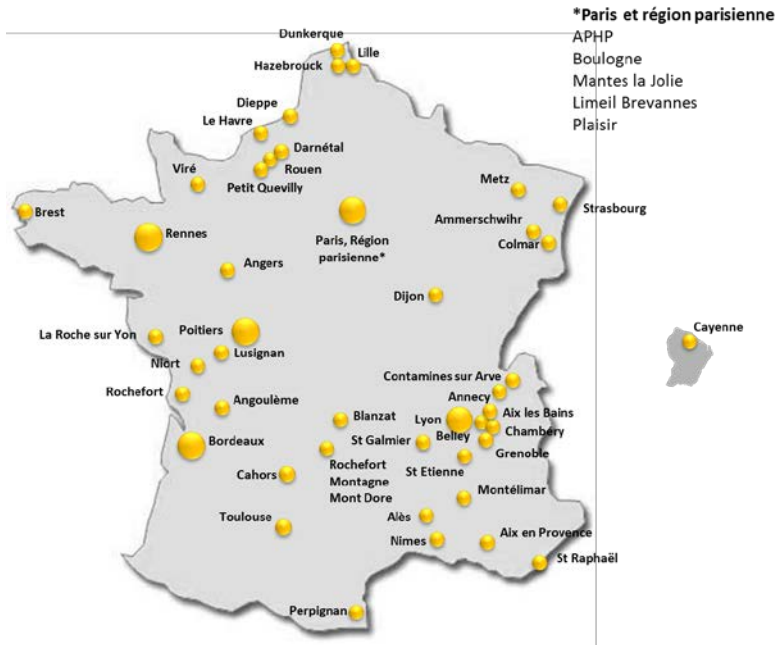 *Paris et région parisienne
APHP
Boulogne
Mantes la Jolie
Limeil Brevannes
Plaisir
Dunkerque
Lille
Hazebrouck
Dieppe
Le Havre
Darnétal
Rouen
Petit Quevilly
Viré
Metz
Strasbourg
Ammerschwihr
Colmar
Brest
Rennes
Paris, Région
parisienne*
Angers
Dijon
Cayenne
La Roche sur Yon
Poitiers
Lusignan
Niort
Contamines sur Arve
Annecy
Rochefort
Angoulème
Blanzat
Lyon
Aix les Bains
Belley
Chambéry
St Galmier
Grenoble
Bordeaux
Rochefort
Montagne
Mont Dore
St Etienne
Cahors
Montélimar
Toulouse
Alès
Nimes
Aix en Provence
St Raphaël
Perpignan